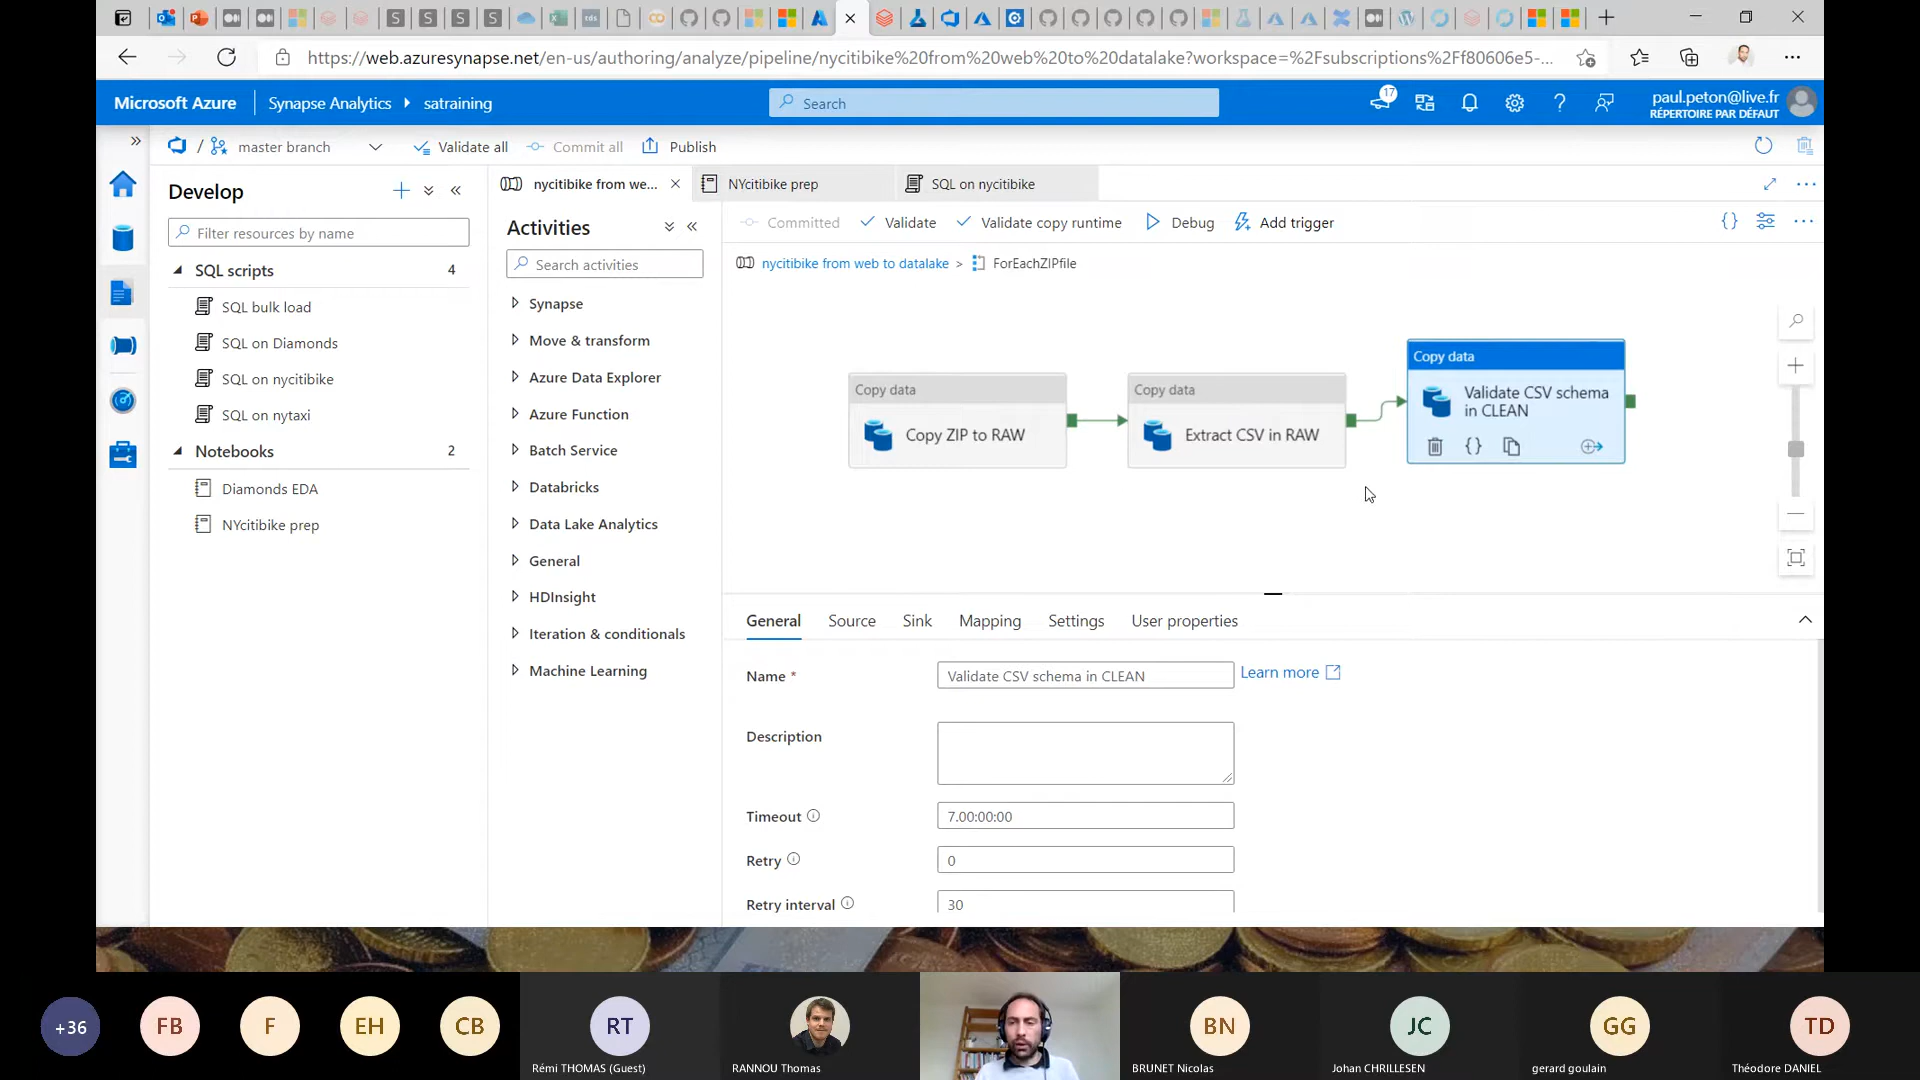 https://web.azuresynapse.net/en-us/authoring/analyze/pipeline/nycitibike%20from%20web%20to%20datalake?workspace=%2Fsubscriptions%2Ff80606e5-...
Microsoft Azure
Synapse Analytics
satraining
Search
17
paul.peton@live.fr
RÉPERTOIRE PAR DÉFAUT
/ master branch
Validate all
Commit all
Publish
Develop
Filter resources by name
SQL scripts
4
SQL bulk load
SQL on Diamonds
SQL on nycitibike
SQL on nytaxi
Notebooks
2
Diamonds EDA
NYcitibike prep
nycitibike from we...
NYcitibike prep
SQL on nycitibike
Activities
Search activities
Synapse
Move & transform
Azure Data Explorer
Azure Function
Batch Service
Databricks
Data Lake Analytics
General
HDInsight
Iteration & conditionals
Machine Learning
Committed
Validate
Validate copy runtime
Debug
Add trigger
nycitibike from web to datalake > ForEachZIPfile
Copy data
Copy ZIP to RAW
Copy data
Extract CSV in RAW
Copy data
Validate CSV schema
in CLEAN
General
Source
Sink
Mapping
Settings
User properties
Name *
Validate CSV schema in CLEAN
Learn more
Description
Timeout
7.00:00:00
Retry
0
Retry interval
30
+36
FB
F
EH
CB
RT
Rémi THOMAS (Guest)
RANNOU Thomas
BN
BRUNET Nicolas
JC
Johan CHRILLESEN
GG
gerard goulain
TD
Théodore DANIEL